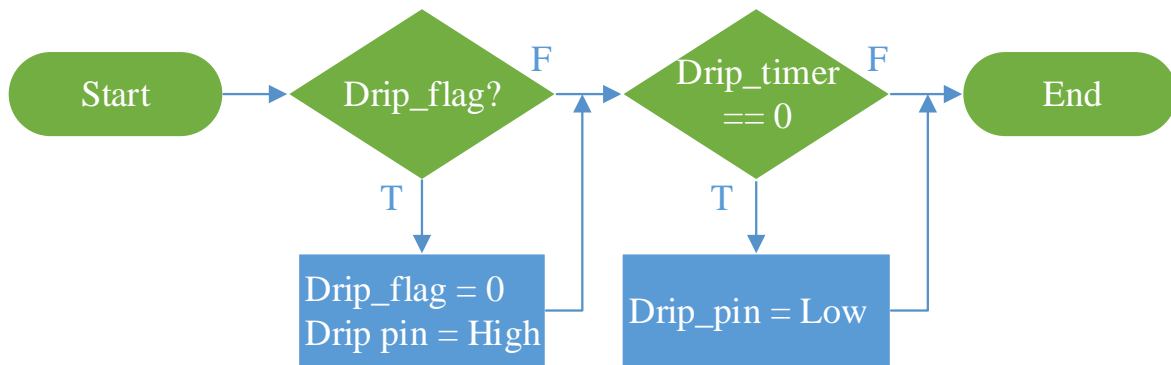 Start
Drip_flag?
F
T
Drip_flag = 0
Drip pin = High
Drip_timer
== 0
F
T
Drip_pin = Low
End